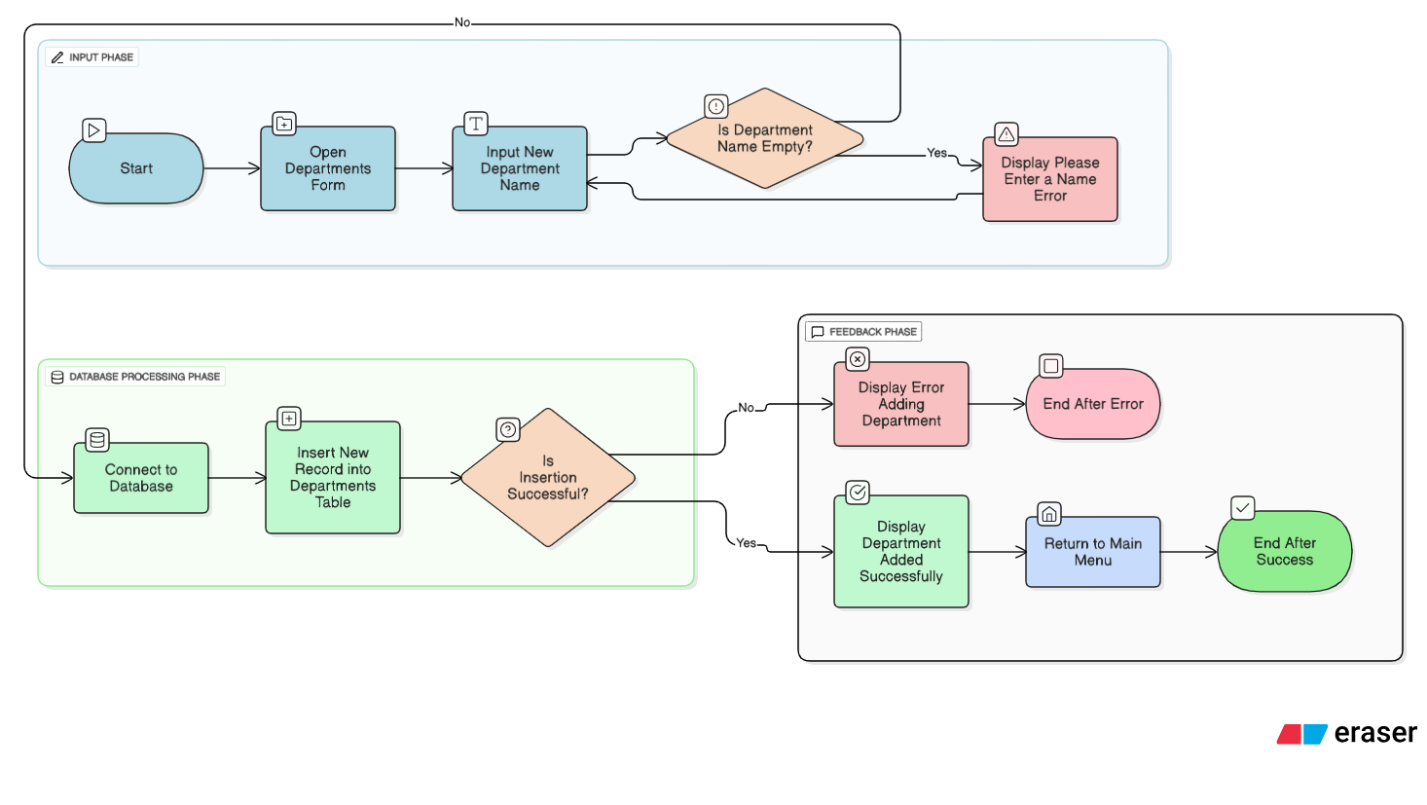 No
INPUT PHASE
Start
Open
Departments
Form
Input New
Department
Name
Is Department
Name Empty?
Yes
Display Please
Enter a Name
Error
DATABASE PROCESSING PHASE
Connect to
Database
Insert New
Record into
Departments
Table
Is
Insertion
Successful?
No
Yes
FEEDBACK PHASE
Display Error
Adding
Department
End After Error
Display
Department
Added
Successfully
Return to Main
Menu
End After
Success
eraser